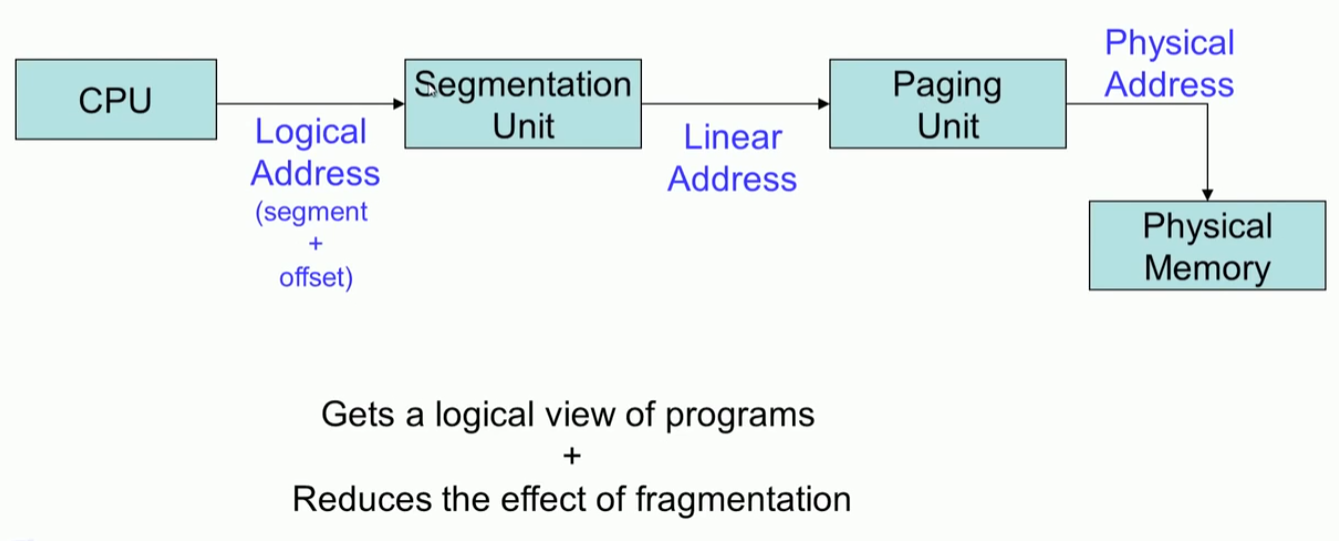 CPU
Logical
Address
(segment
+
offset)
Segmentation
Unit
Linear
Address
Paging
Unit
Physical
Address
Physical
Memory
Gets a logical view of programs
+
Reduces the effect of fragmentation